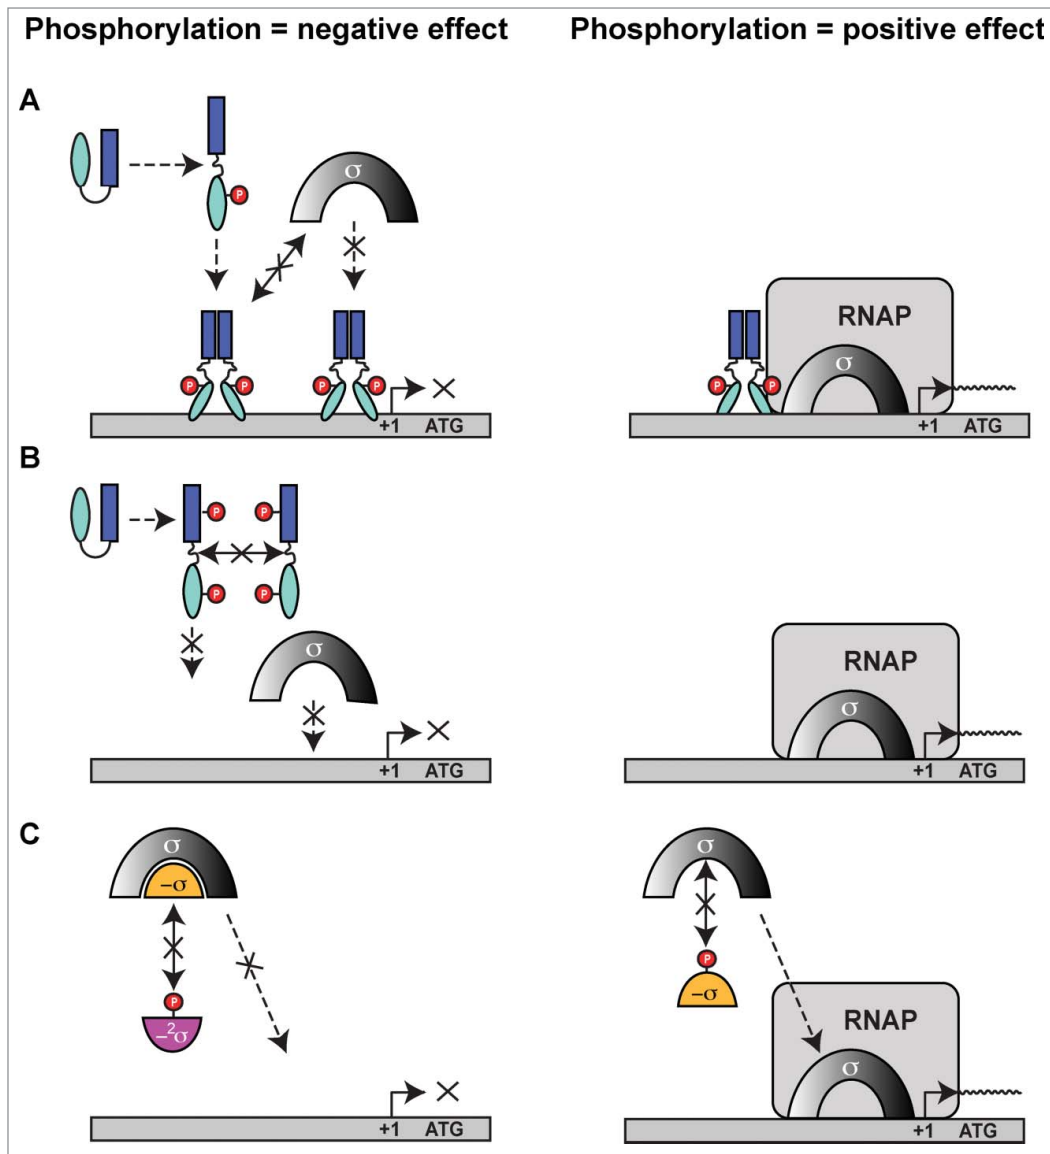 Phosphorylation = negative effect
Phosphorylation = positive effect
A
P
σ
P P P P
+1 ATG
RNAP
σ
P P
+1 ATG
B
P P
P P
σ
+1 ATG
RNAP
σ
+1 ATG
C
σ
–σ
P
–²σ
+1 ATG
σ
P
–σ
RNAP
σ
+1 ATG